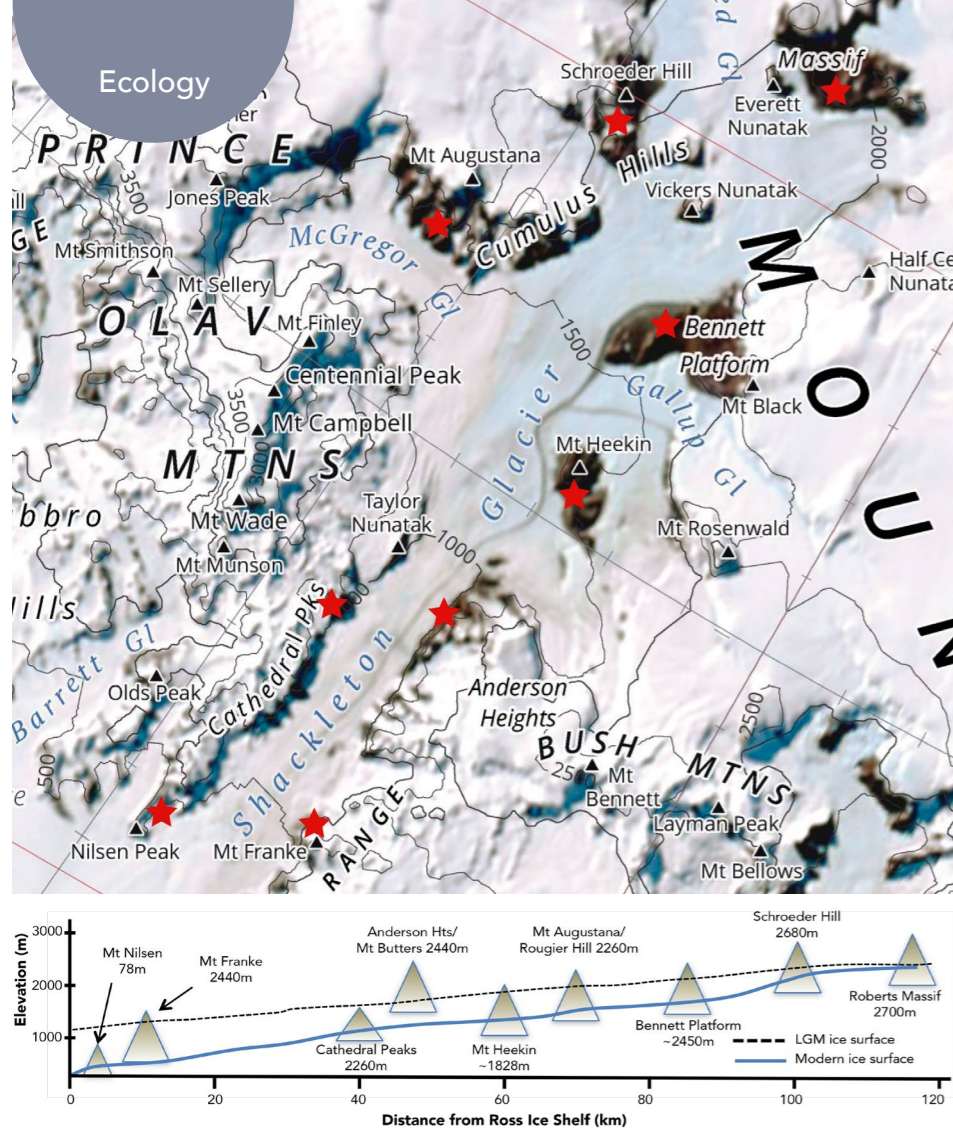 Ecology
Schroeder Hill
Massif
Everett
Nunatak
2000
PRINCE
3500
Jones Peak
Mt Augustana
Cumulus Hills
Vickers Nunatak
McGregor Gl
Mt Smithson
Mt Sellery
OLAV
Mt Finley
Centennial Peak
3500
3000
Mt Campbell
MTNS
Mt Wade
Mt Munson
1500
Bennett
Platform
Mt Black
Gallup Gl
Glacier
Mt Heekin
Taylor
Nunatak
1000
Mt Rosenwald
MOUN
Cathedral Pks
Shackleton
Barrett Gl
Olds Peak
500
Anderson
Heights
BUSH MTNS
2500
Mt
Bennett
Layman Peak
Mt Bellows
Nilsen Peak
Mt Franke
RANGE
Elevation (m)
3000
2000
1000
Mt Nilsen
78m
Mt Franke
2440m
Anderson Hts/
Mt Butters 2440m
Mt Augustana/
Rougier Hill 2260m
Schroeder Hill
2680m
Cathedral Peaks
2260m
Mt Heekin
~1828m
Bennett Platform
~2450m
Roberts Massif
2700m
LGM ice surface
Modern ice surface
0
20
40
60
80
100
120
Distance from Ross Ice Shelf (km)